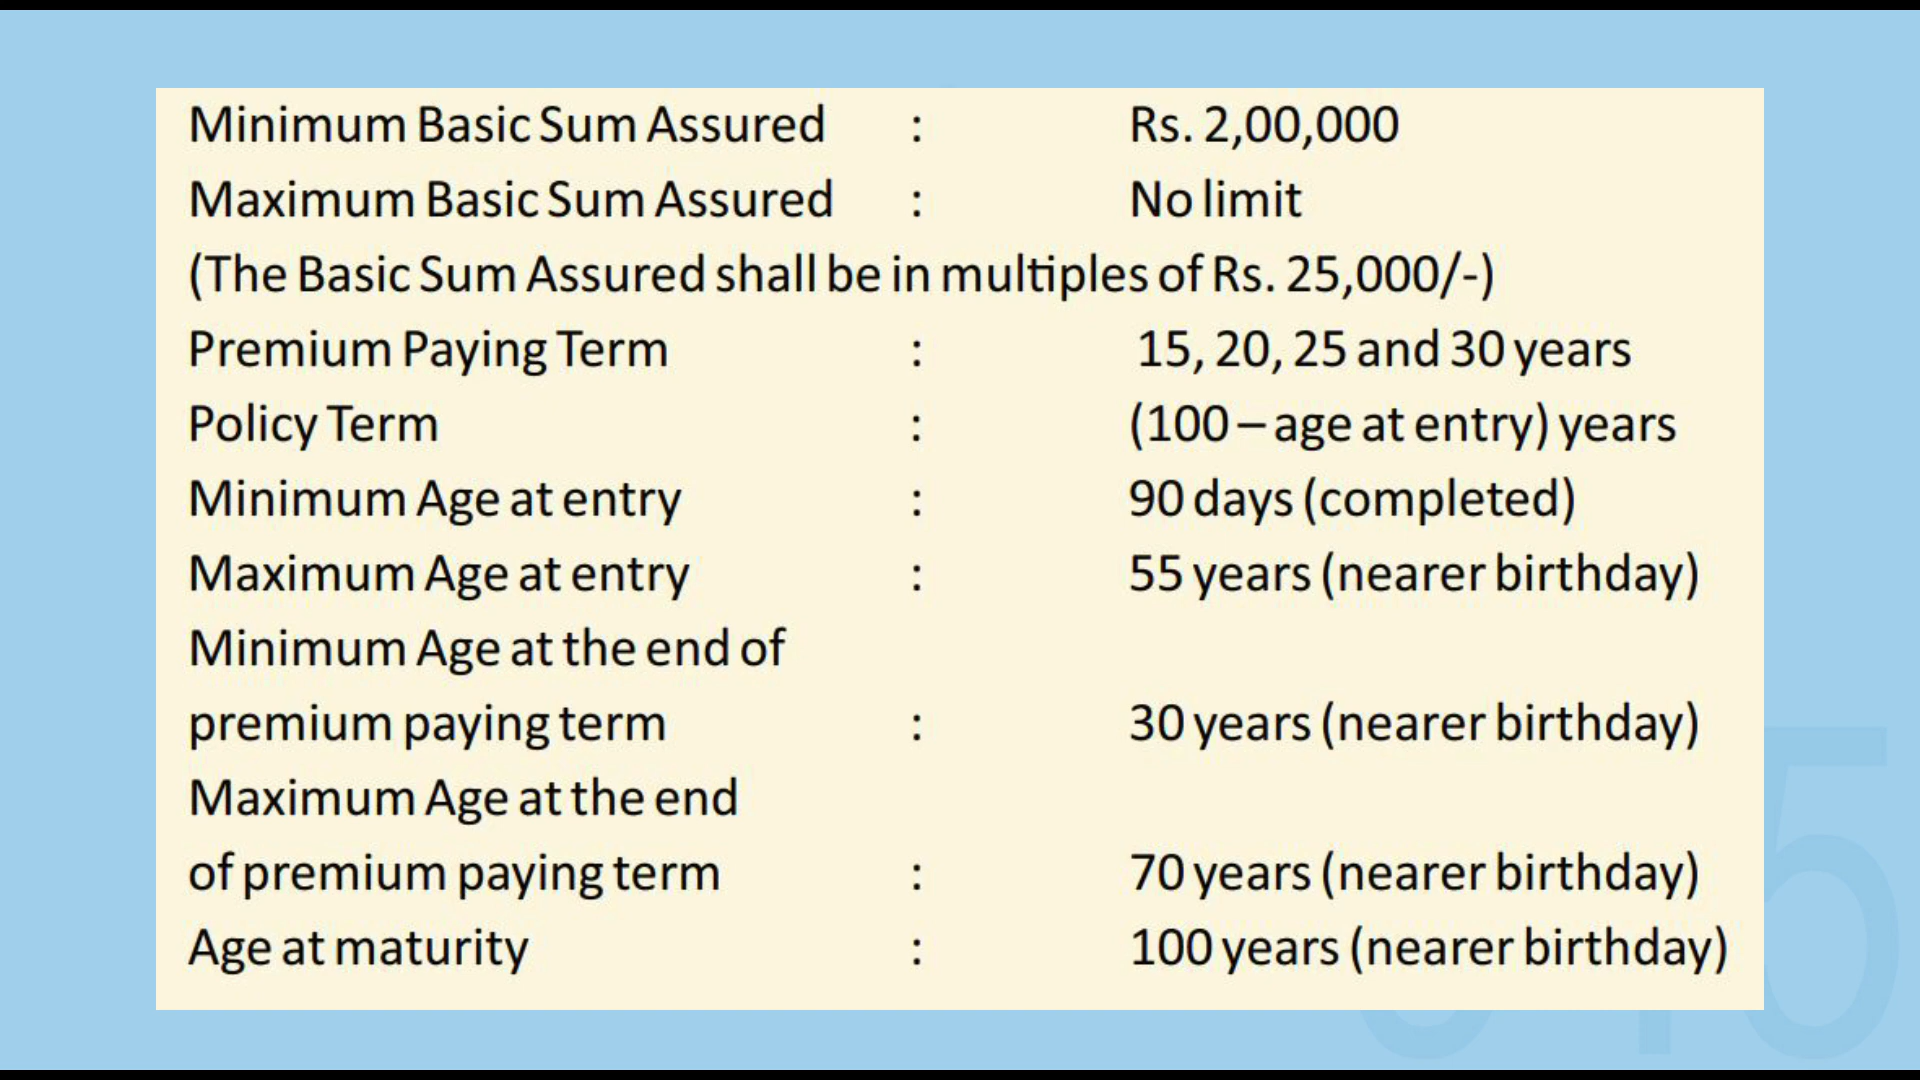 Minimum Basic Sum Assured : Rs. 2,00,000
Maximum Basic Sum Assured : No limit
(The Basic Sum Assured shall be in multiples of Rs. 25,000/-)
Premium Paying Term : 15, 20, 25 and 30 years
Policy Term : (100 – age at entry) years
Minimum Age at entry : 90 days (completed)
Maximum Age at entry : 55 years (nearer birthday)
Minimum Age at the end of
premium paying term : 30 years (nearer birthday)
Maximum Age at the end
of premium paying term : 70 years (nearer birthday)
Age at maturity : 100 years (nearer birthday)